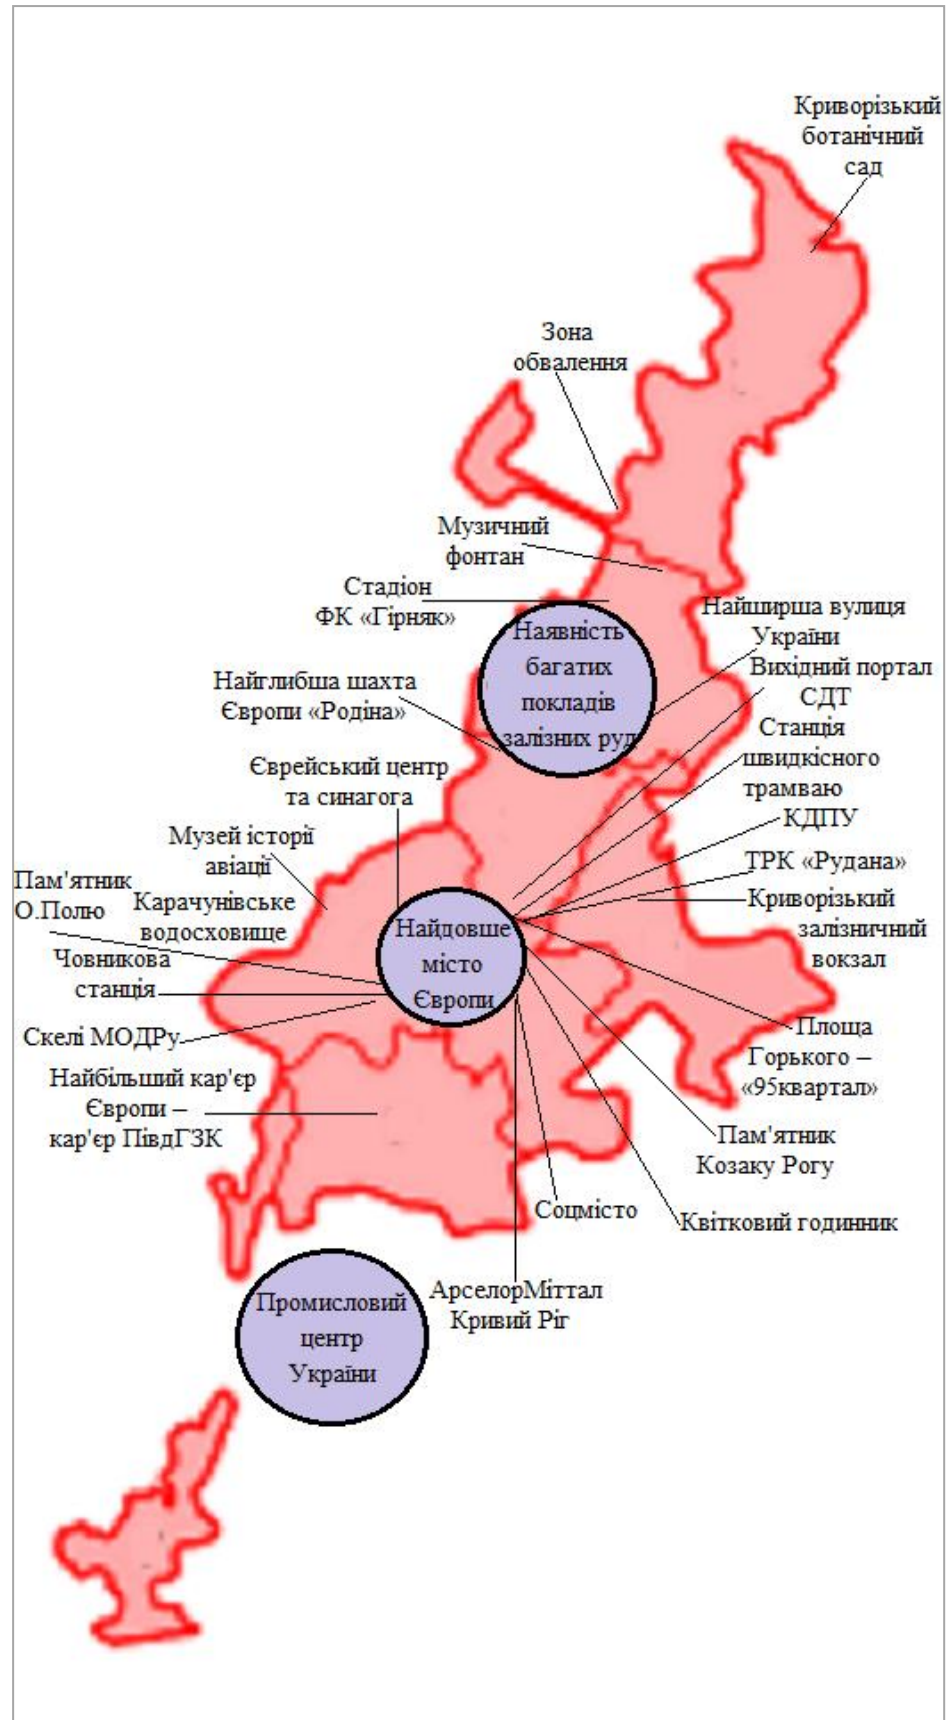 Криворізький
ботанічний
сад
Зона
обвалення
Музичний
фонтан
Стадіон
ФК «Гірняк»
Наявність
багатих
покладів
залізних руд
Найширша вулиця
України
Вихідний портал
СДТ
Найглибша шахта
Європи «Родіна»
Станція
швидкісного
трамваю
Єврейський центр
та синагога
КДПУ
Музей історії
авіації
ТРК «Рудана»
Пам'ятник
О.Полю
Карачунівське
водосховище
Криворізький
залізничний
вокзал
Найдовше
місто
Європи
Човникова
станція
Скелі МОДРу
Площа
Горького –
«95квартал»
Найбільший кар'єр
Європи –
кар'єр ПівдГЗК
Пам'ятник
Козаку Рогу
Соцмісто
Квітковий годинник
АрселорМіттал
Кривий Ріг
Промисловий
центр
України